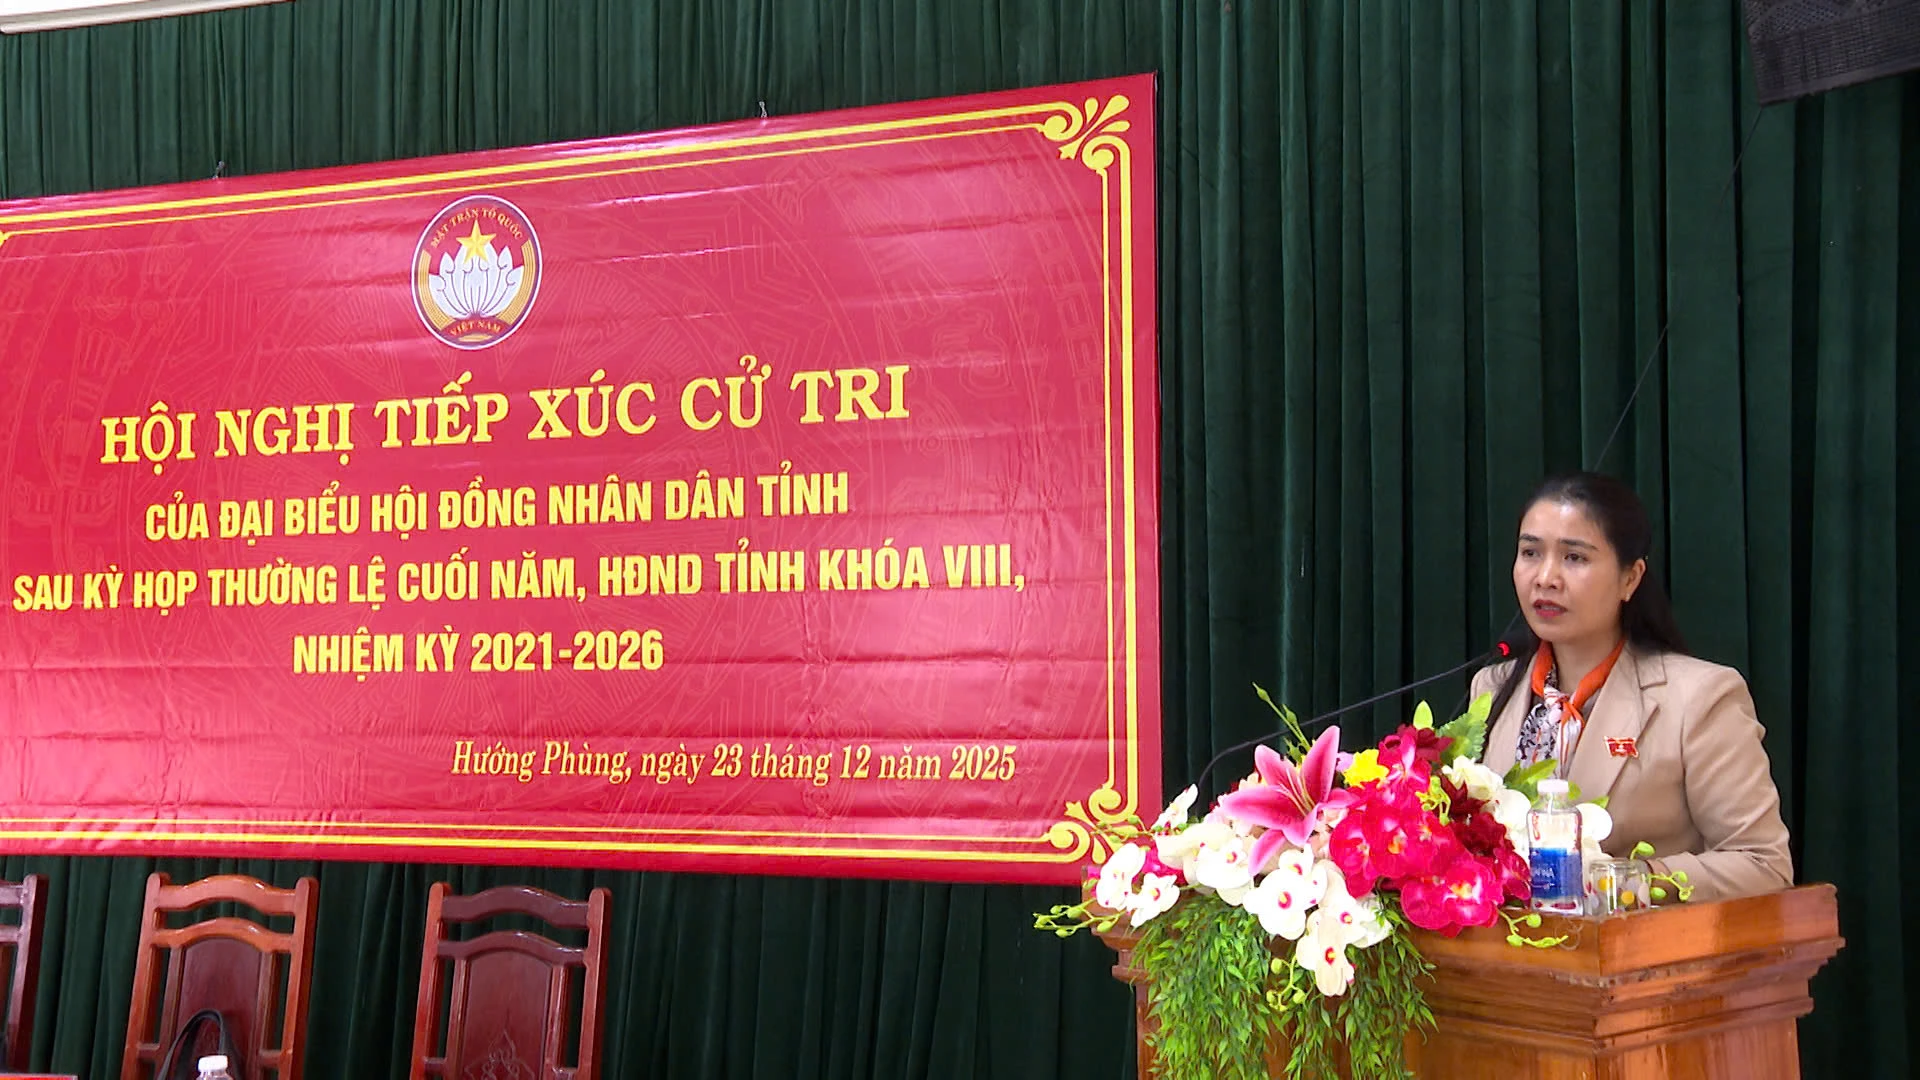 MẶT TRẬN TỔ QUỐC
VIỆT NAM
HỘI NGHỊ TIẾP XÚC CỬ TRI
CỦA ĐẠI BIỂU HỘI ĐỒNG NHÂN DÂN TỈNH
SAU KỲ HỌP THƯỜNG LỆ CUỐI NĂM, HĐND TỈNH KHÓA VIII,
NHIỆM KỲ 2021-2026
Hướng Phùng, ngày 23 tháng 12 năm 2025